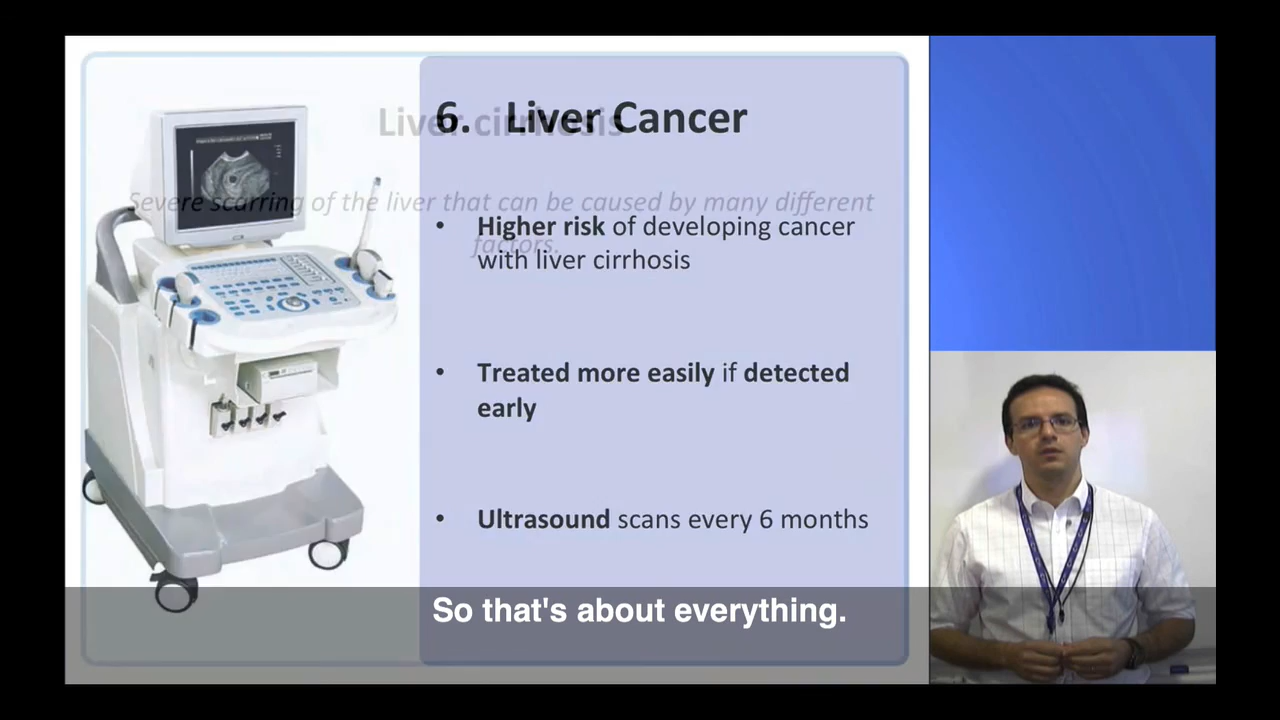 6. Liver Cancer
Liver cirrhosis
Severe scarring of the liver that can be caused by many different
factors.
• Higher risk of developing cancer
with liver cirrhosis
• Treated more easily if detected
early
• Ultrasound scans every 6 months
So that's about everything.